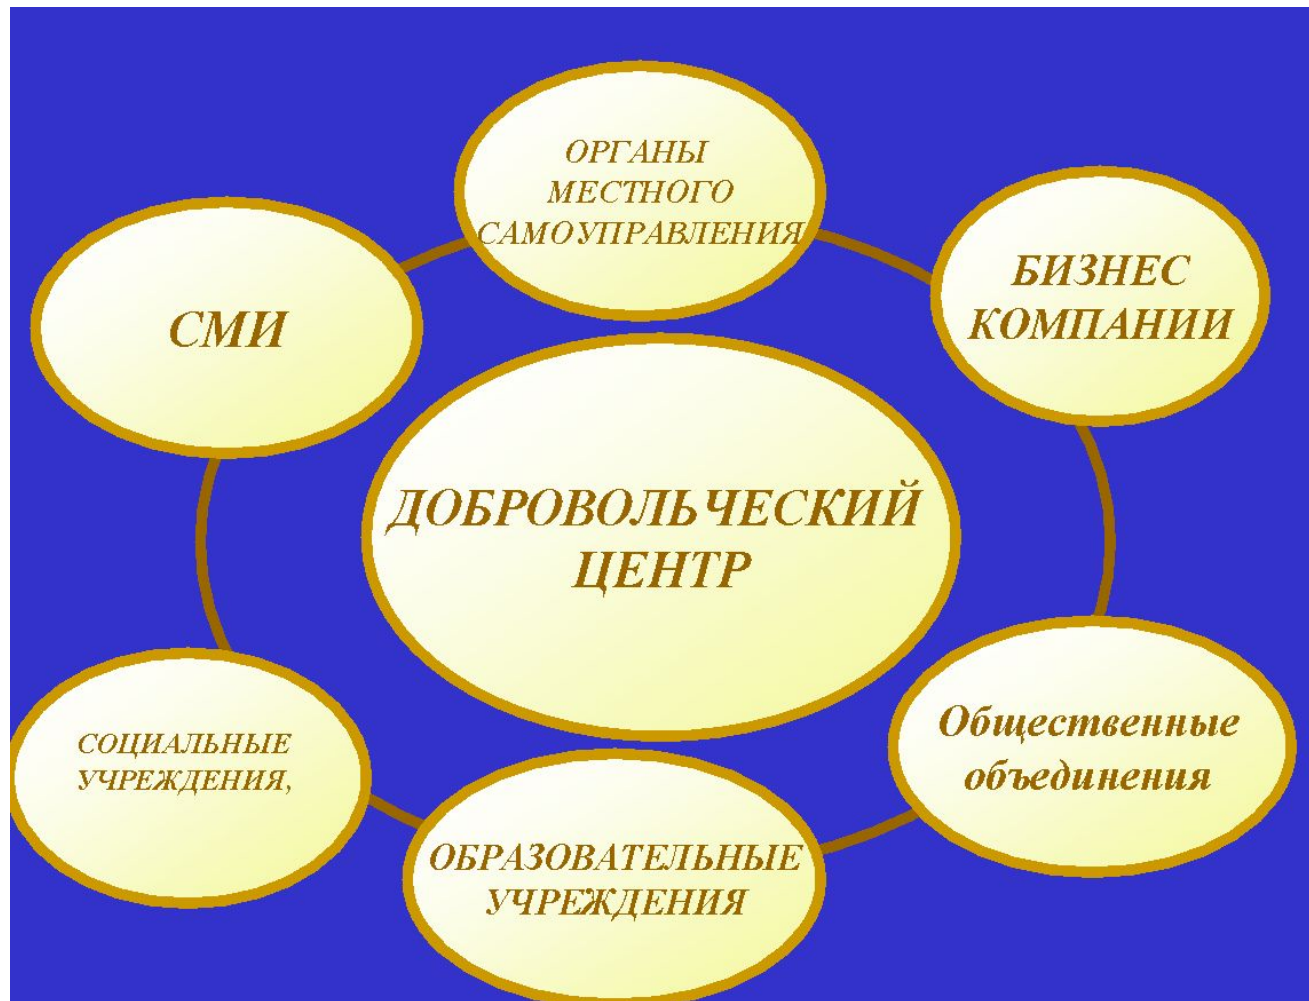 ОРГАНЫ
МЕСТНОГО
САМОУПРАВЛЕНИЯ
БИЗНЕС
КОМПАНИИ
СМИ
ДОБРОВОЛЬЧЕСКИЙ
ЦЕНТР
Общественные
объединения
СОЦИАЛЬНЫЕ
УЧРЕЖДЕНИЯ,
ОБРАЗОВАТЕЛЬНЫЕ
УЧРЕЖДЕНИЯ